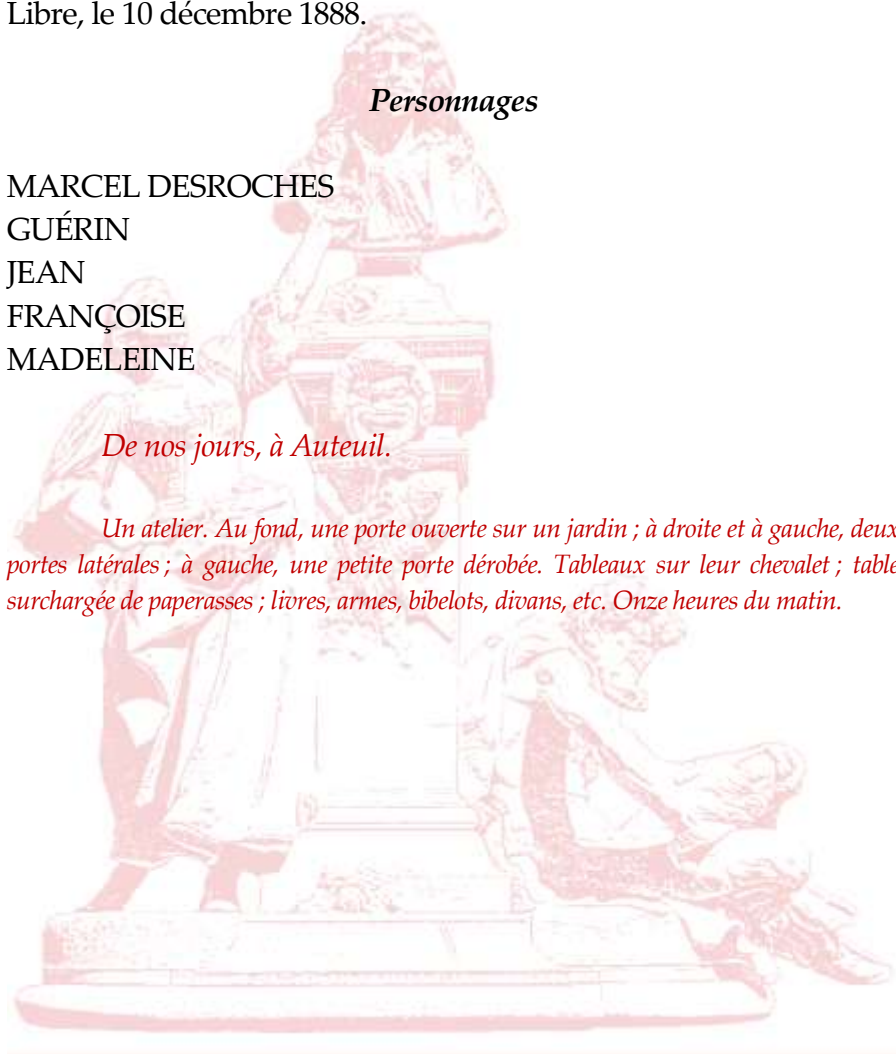 Libre, le 10 décembre 1888.
Personnages
MARCEL DESROCHES
GUÉRIN
JEAN
FRANÇOISE
MADELEINE
De nos jours, à Auteuil.
Un atelier. Au fond, une porte ouverte sur un jardin ; à droite et à gauche, deux
portes latérales ; à gauche, une petite porte dérobée. Tableaux sur leur chevalet ; table
surchargée de paperasses ; livres, armes, bibelots, divans, etc. Onze heures du matin.